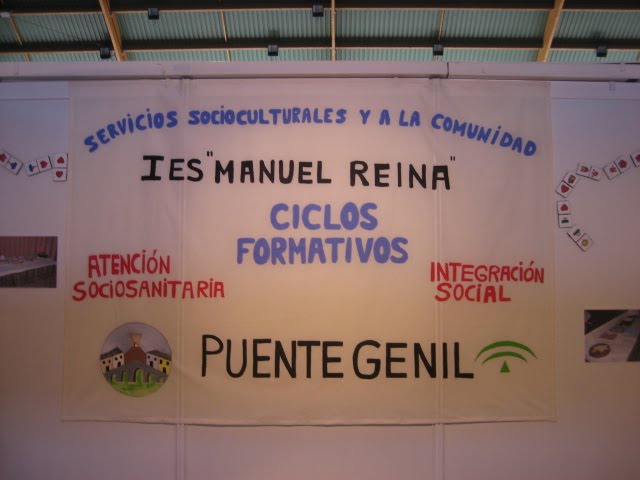 SERVICIOS SOCIOCULTURALES Y A LA COMUNIDAD
IES "MANUEL REINA"
CICLOS
FORMATIVOS
ATENCIÓN
SOCIOSANITARIA
INTEGRACIÓN
SOCIAL
PUENTE GENIL